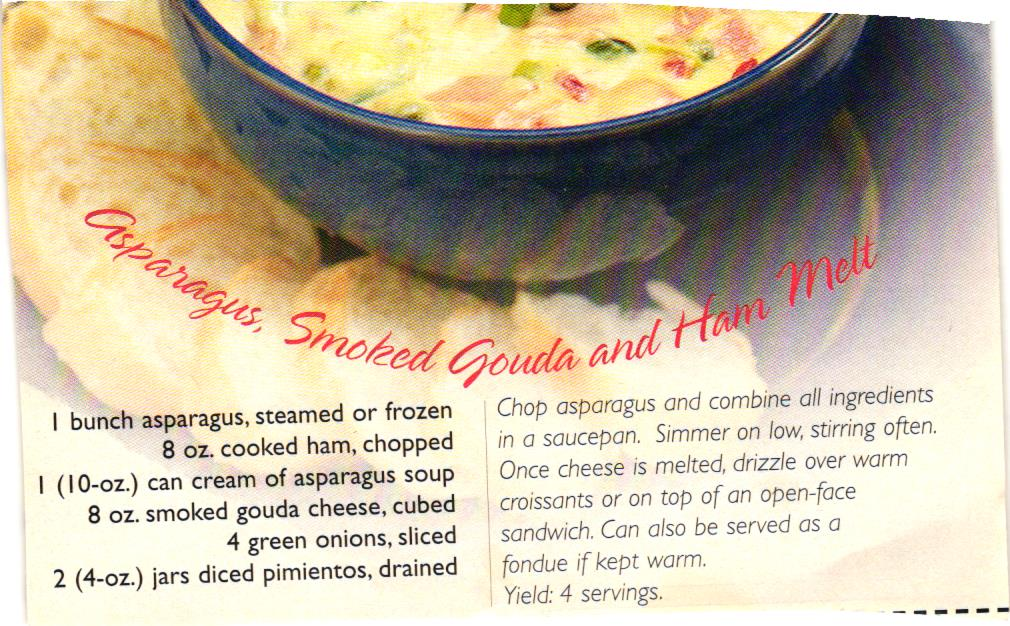 Asparagus, Smoked Gouda and Ham Melt
1 bunch asparagus, steamed or frozen
8 oz. cooked ham, chopped
1 (10-oz.) can cream of asparagus soup
8 oz. smoked gouda cheese, cubed
4 green onions, sliced
2 (4-oz.) jars diced pimientos, drained
Chop asparagus and combine all ingredients
in a saucepan. Simmer on low, stirring often.
Once cheese is melted, drizzle over warm
croissants or on top of an open-face
sandwich. Can also be served as a
fondue if kept warm.
Yield: 4 servings.